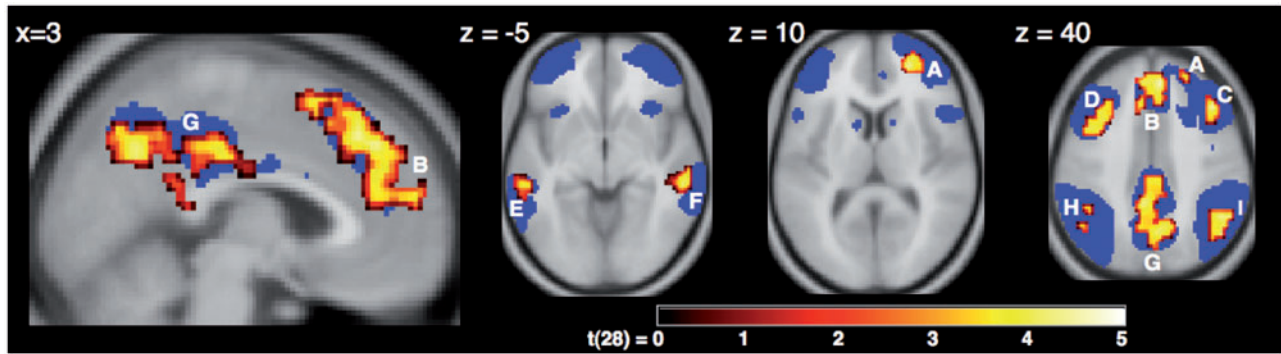 x=3
z = -5
z = 10
z = 40
G
B
E
F
A
A
D
C
B
H
I
G
t(28) = 0 1 2 3 4 5